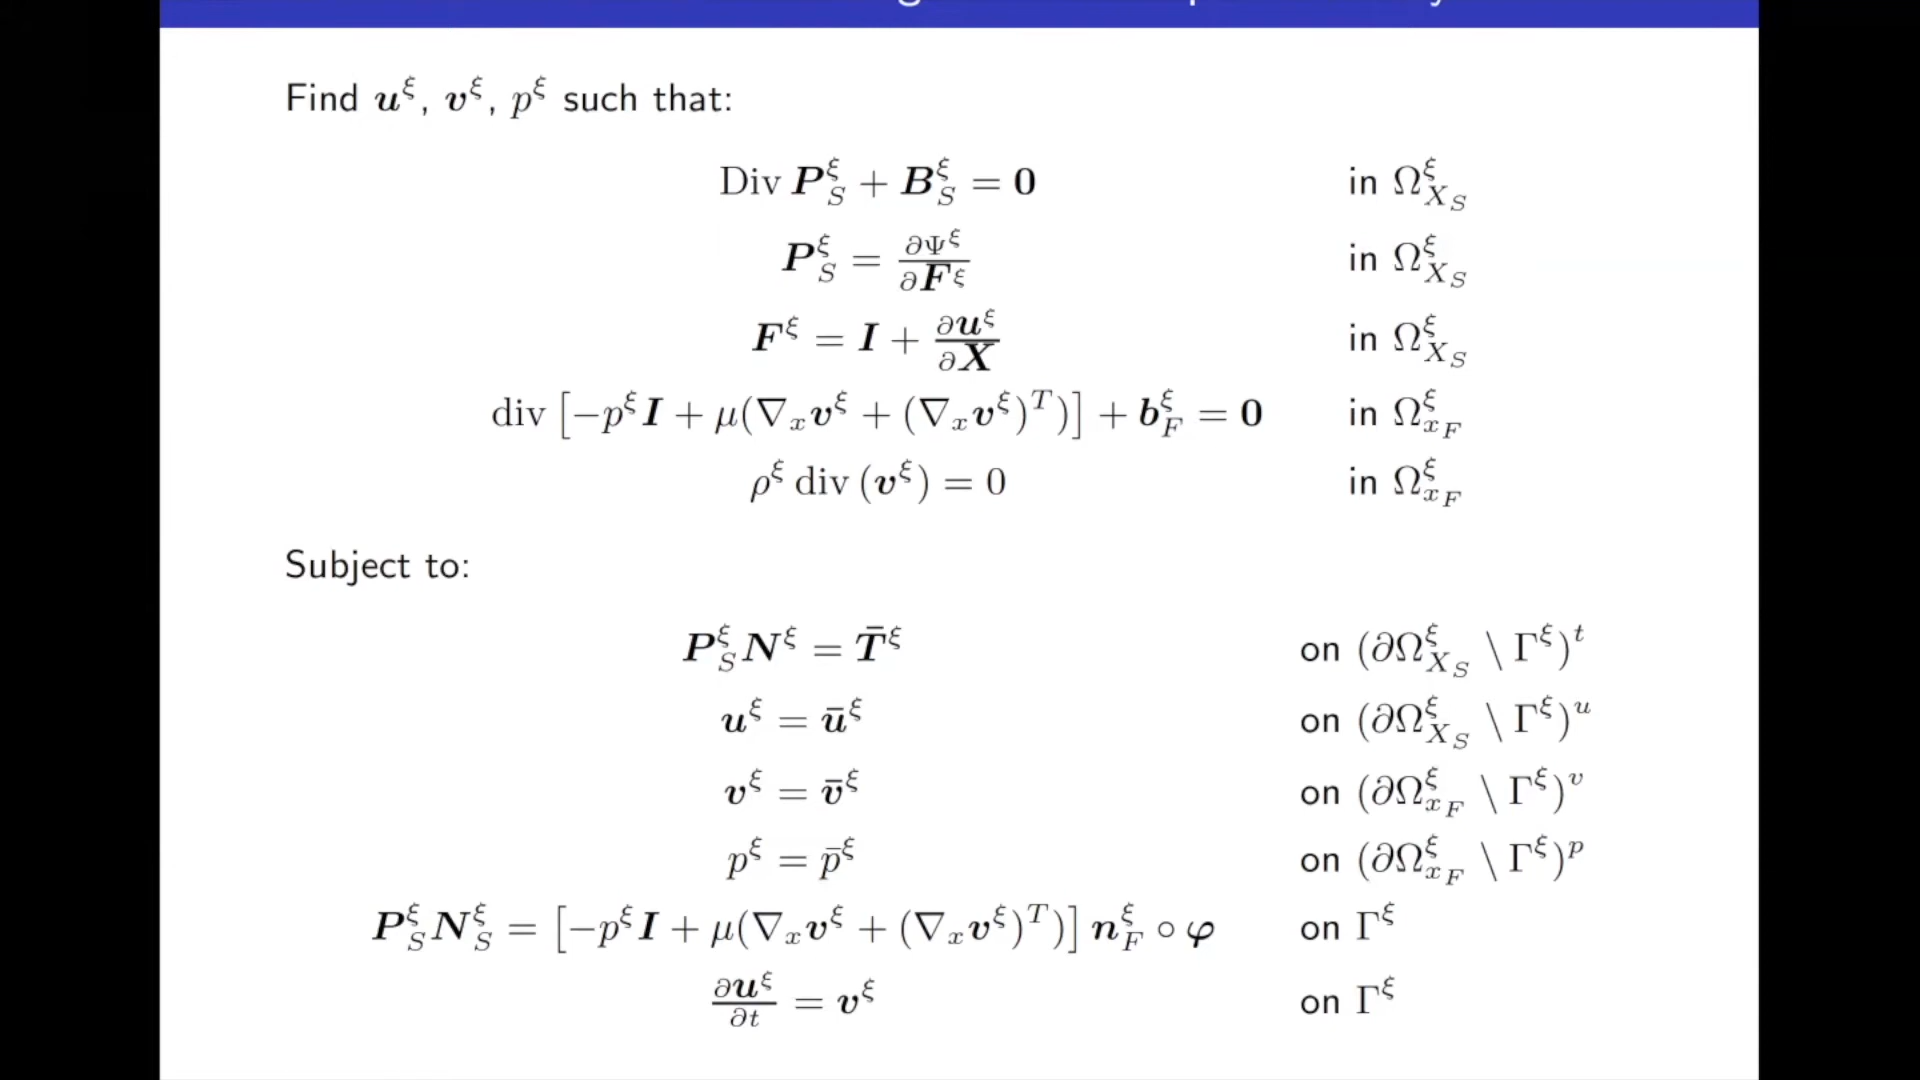 Find 𝒖^ξ, 𝒗^ξ, p^ξ such that:
Div 𝑷_S^ξ + 𝑩_S^ξ = 𝟎 in Ω_{X_S}^ξ
𝑷_S^ξ = ∂Ψ^ξ/∂𝑭^ξ in Ω_{X_S}^ξ
𝑭^ξ = 𝑰 + ∂𝒖^ξ/∂𝑿 in Ω_{X_S}^ξ
div [−p^ξ 𝑰 + μ(∇_x 𝒗^ξ + (∇_x 𝒗^ξ)^T)] + 𝒃_F^ξ = 𝟎 in Ω_{x_F}^ξ
ρ^ξ div (𝒗^ξ) = 0 in Ω_{x_F}^ξ
Subject to:
𝑷_S^ξ 𝑵^ξ = 𝑻̄^ξ on (∂Ω_{X_S}^ξ \ Γ^ξ)^t
𝒖^ξ = 𝒖̄^ξ on (∂Ω_{X_S}^ξ \ Γ^ξ)^u
𝒗^ξ = 𝒗̄^ξ on (∂Ω_{x_F}^ξ \ Γ^ξ)^v
p^ξ = p̄^ξ on (∂Ω_{x_F}^ξ \ Γ^ξ)^p
𝑷_S^ξ 𝑵_S^ξ = [−p^ξ 𝑰 + μ(∇_x 𝒗^ξ + (∇_x 𝒗^ξ)^T)] 𝒏_F^ξ ∘ 𝝋 on Γ^ξ
∂𝒖^ξ/∂t = 𝒗^ξ on Γ^ξ